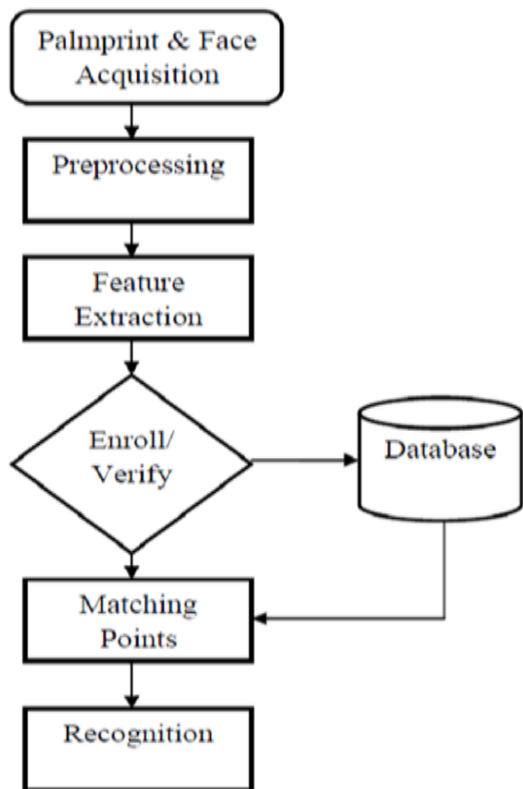 Palmprint & Face
Acquisition
Preprocessing
Feature
Extraction
Enroll/
Verify
Database
Matching
Points
Recognition